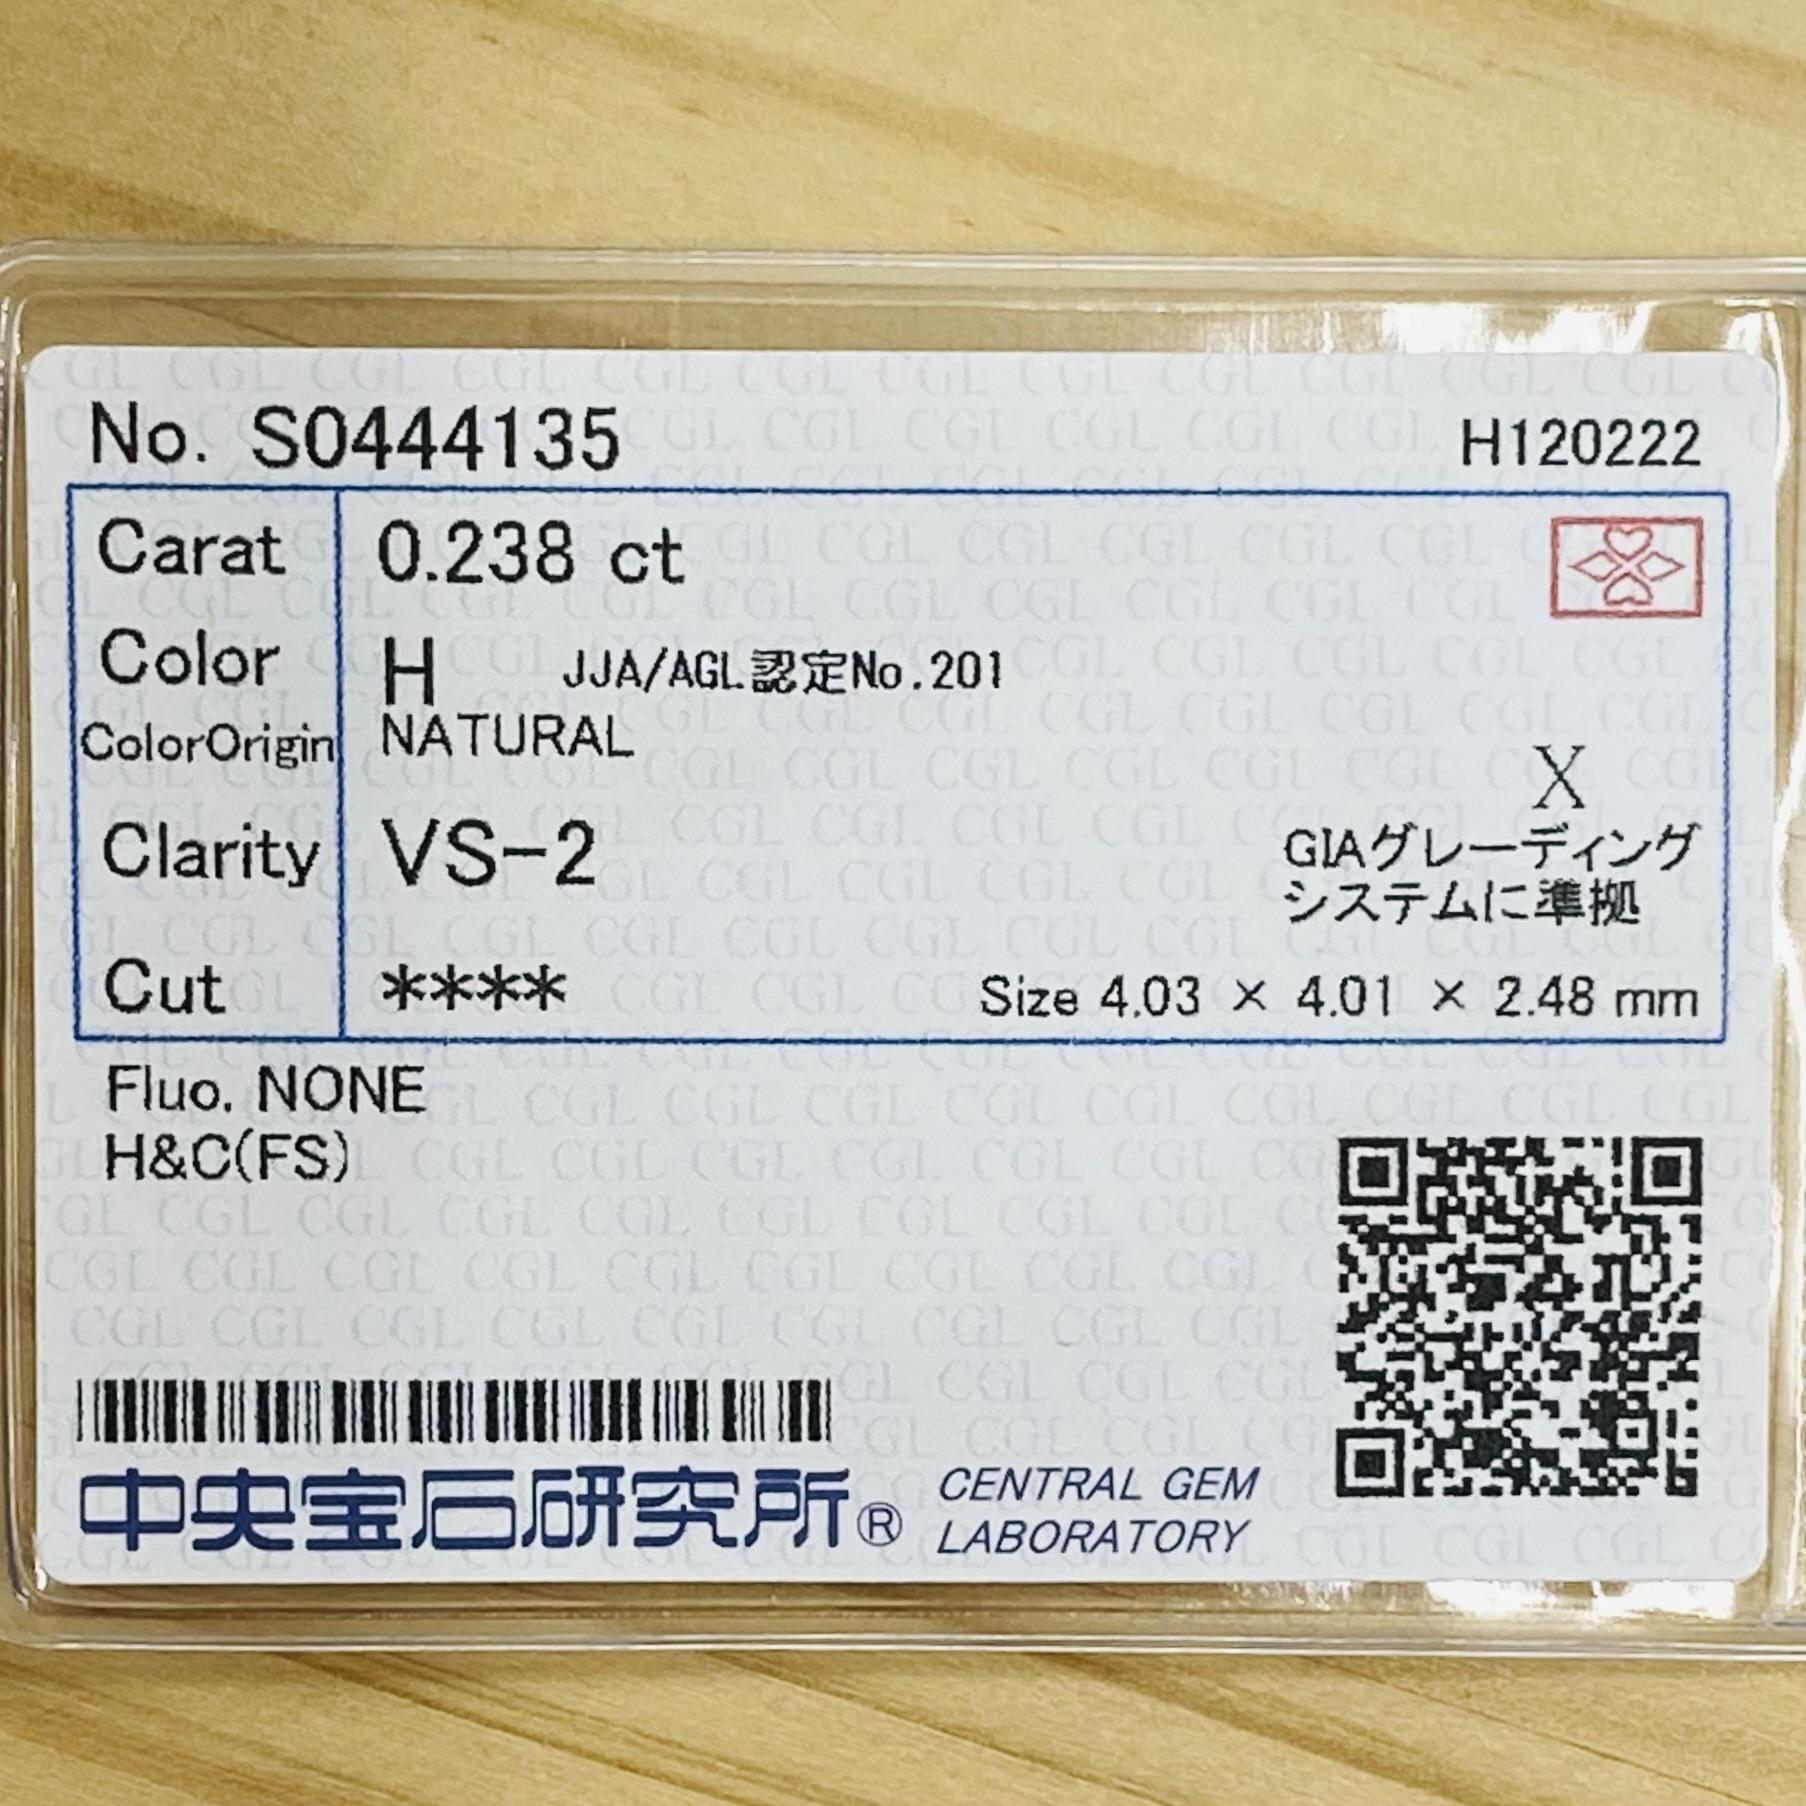 No. S0444135
H120222
Carat 0.238 ct
Color H JJA/AGL認定No.201
ColorOrigin NATURAL
X
Clarity VS-2
GIAグレーディング
システムに準拠
Cut ****
Size 4.03 × 4.01 × 2.48 mm
Fluo. NONE
H&C(FS)
中央宝石研究所®
CENTRAL GEM
LABORATORY